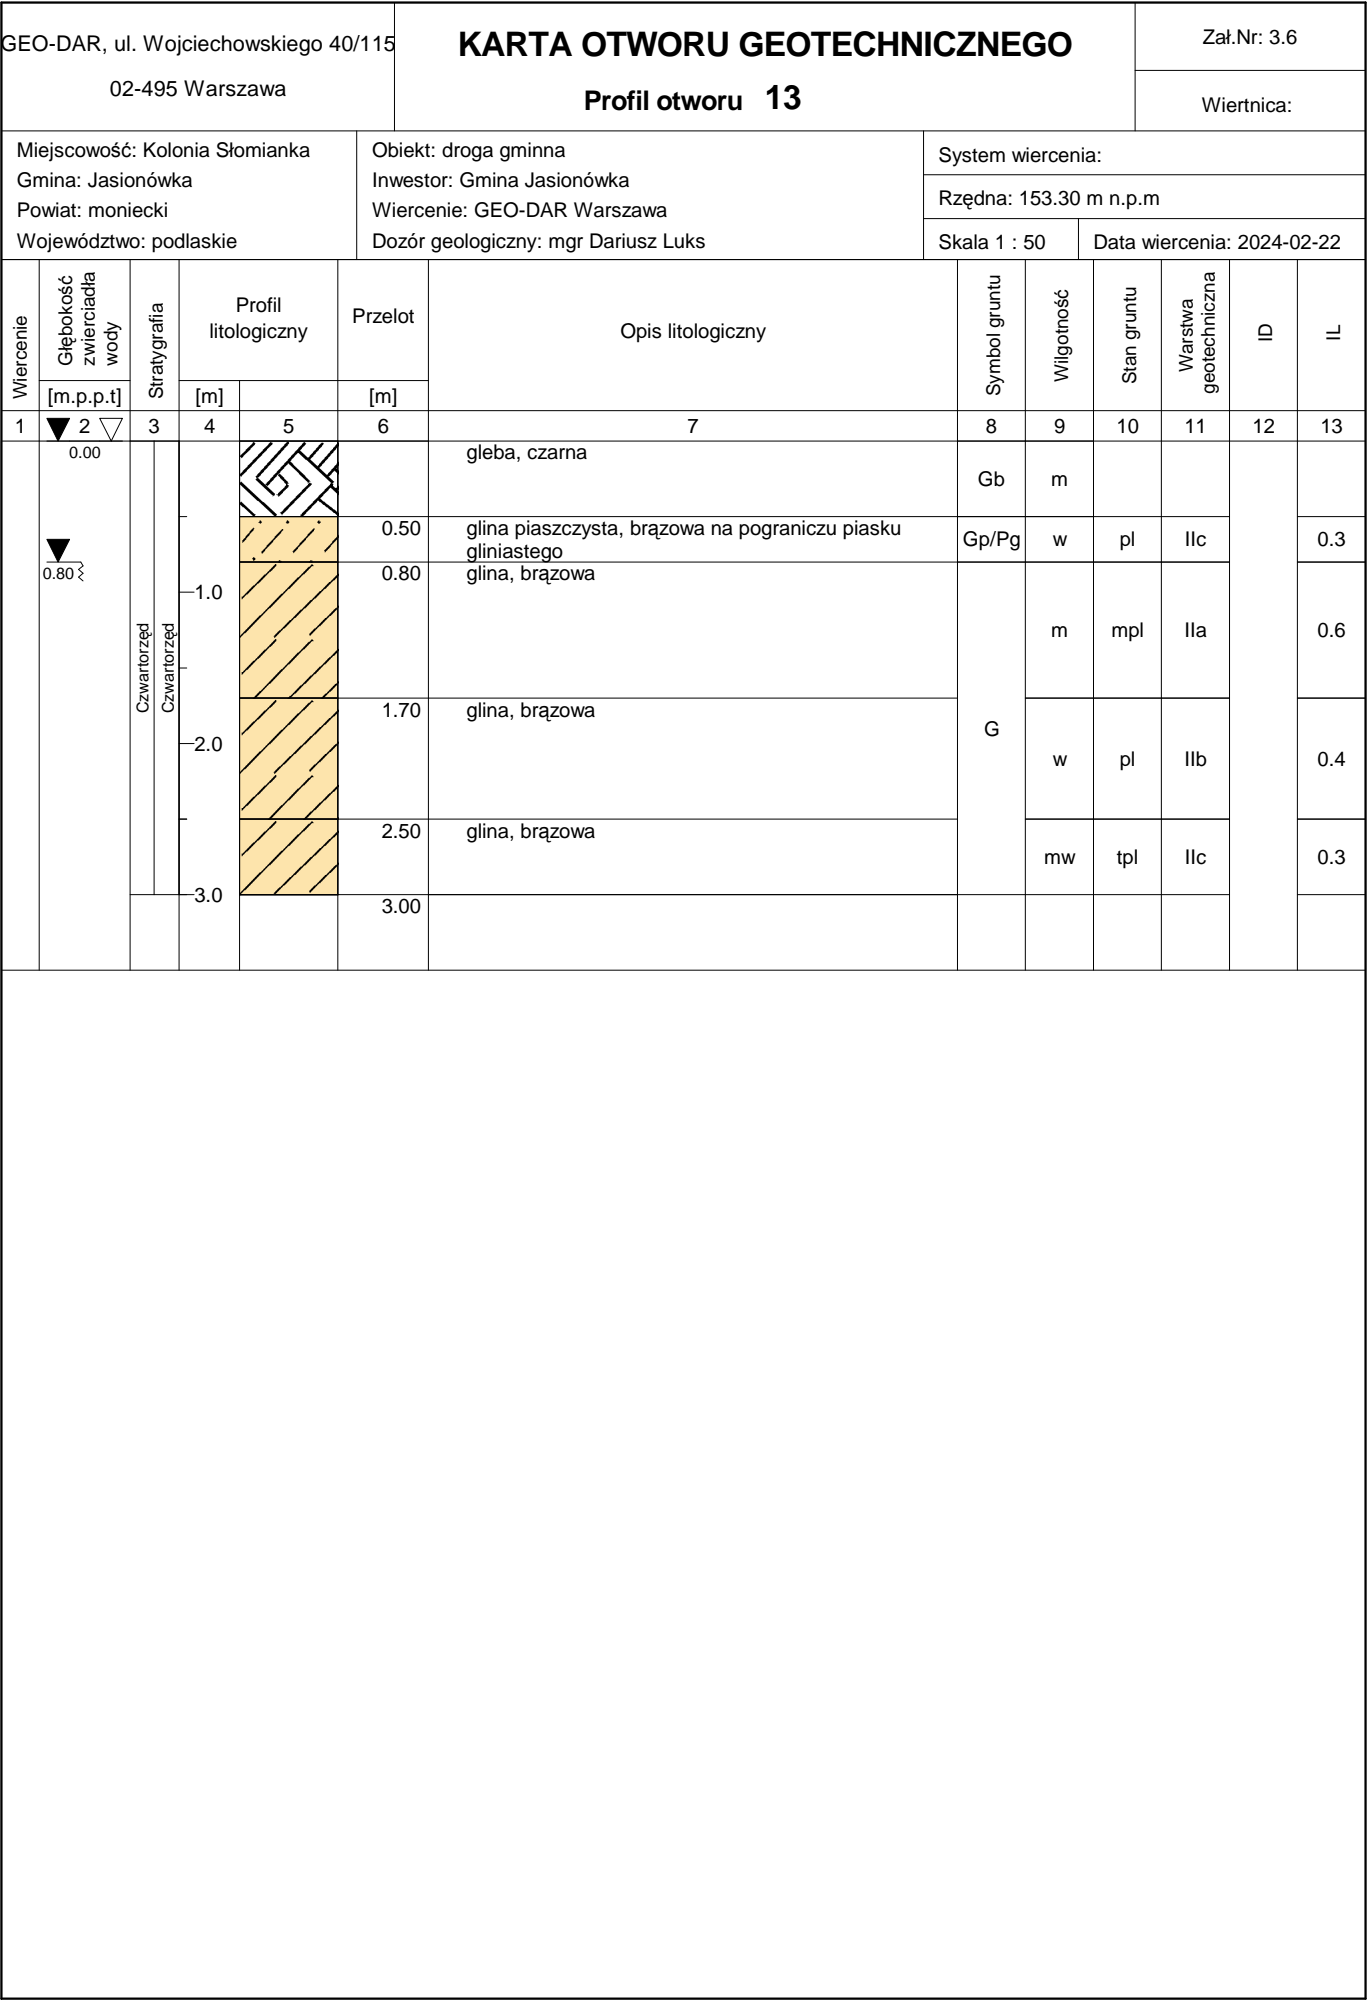 GEO-DAR, ul. Wojciechowskiego 40/115
02-495 Warszawa
KARTA OTWORU GEOTECHNICZNEGO
Profil otworu 13
Zał.Nr: 3.6
Wiertnica:
Miejscowość: Kolonia Słomianka
Gmina: Jasionówka
Powiat: moniecki
Województwo: podlaskie
Obiekt: droga gminna
Inwestor: Gmina Jasionówka
Wiercenie: GEO-DAR Warszawa
Dozór geologiczny: mgr Dariusz Luks
System wiercenia:
Rzędna: 153.30 m n.p.m
Skala 1 : 50
Data wiercenia: 2024-02-22
Wiercenie
Głębokość
zwierciadła
wody
[m.p.p.t]
Stratygrafia
Profil
litologiczny
[m]
Przelot
[m]
Opis litologiczny
Symbol gruntu
Wilgotność
Stan gruntu
Warstwa
geotechniczna
ID
IL
1 2 3 4 5 6 7 8 9 10 11 12 13
0.00
gleba, czarna
Gb m
0.50 glina piaszczysta, brązowa na pograniczu piasku
gliniastego
Gp/Pg w pl IIc 0.3
0.80
0.80 glina, brązowa
1.0
m mpl IIa 0.6
Czwartorzęd
Czwartorzęd
1.70 glina, brązowa
G
2.0
w pl IIb 0.4
2.50 glina, brązowa
mw tpl IIc 0.3
3.0
3.00